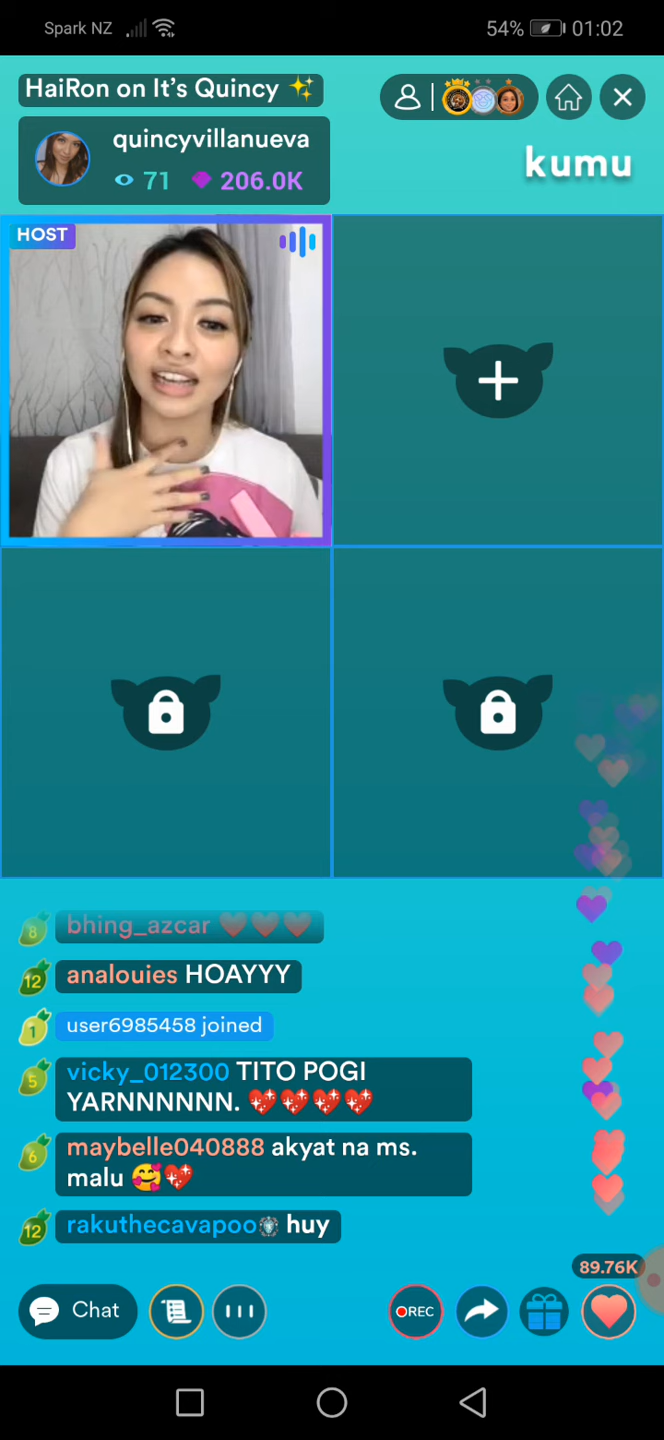 Spark NZ 54% 01:02
HaiRon on It's Quincy ✨
quincyvillanueva
71 206.0K
kumu
HOST
8 bhing_azcar ❤❤❤
12 analouies HOAYYY
1 user6985458 joined
5 vicky_012300 TITO POGI
YARNNNNNN. 💖💖💖💖
6 maybelle040888 akyat na ms.
malu 🥰💖
12 rakuthecavapoo huy
89.76K
Chat REC